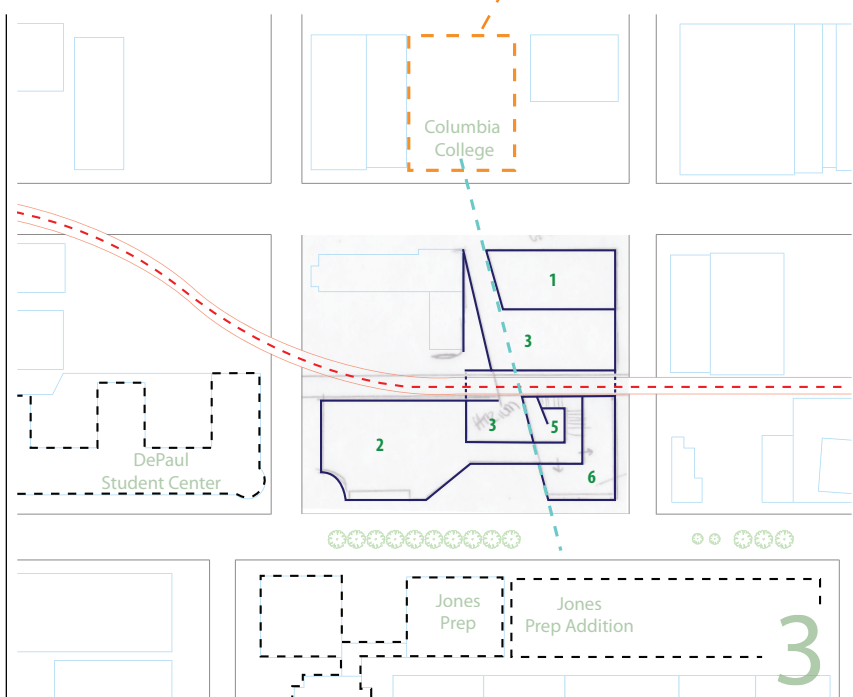 Columbia
College
1
3
3
5
2
6
DePaul
Student Center
Jones
Prep
Jones
Prep Addition
3